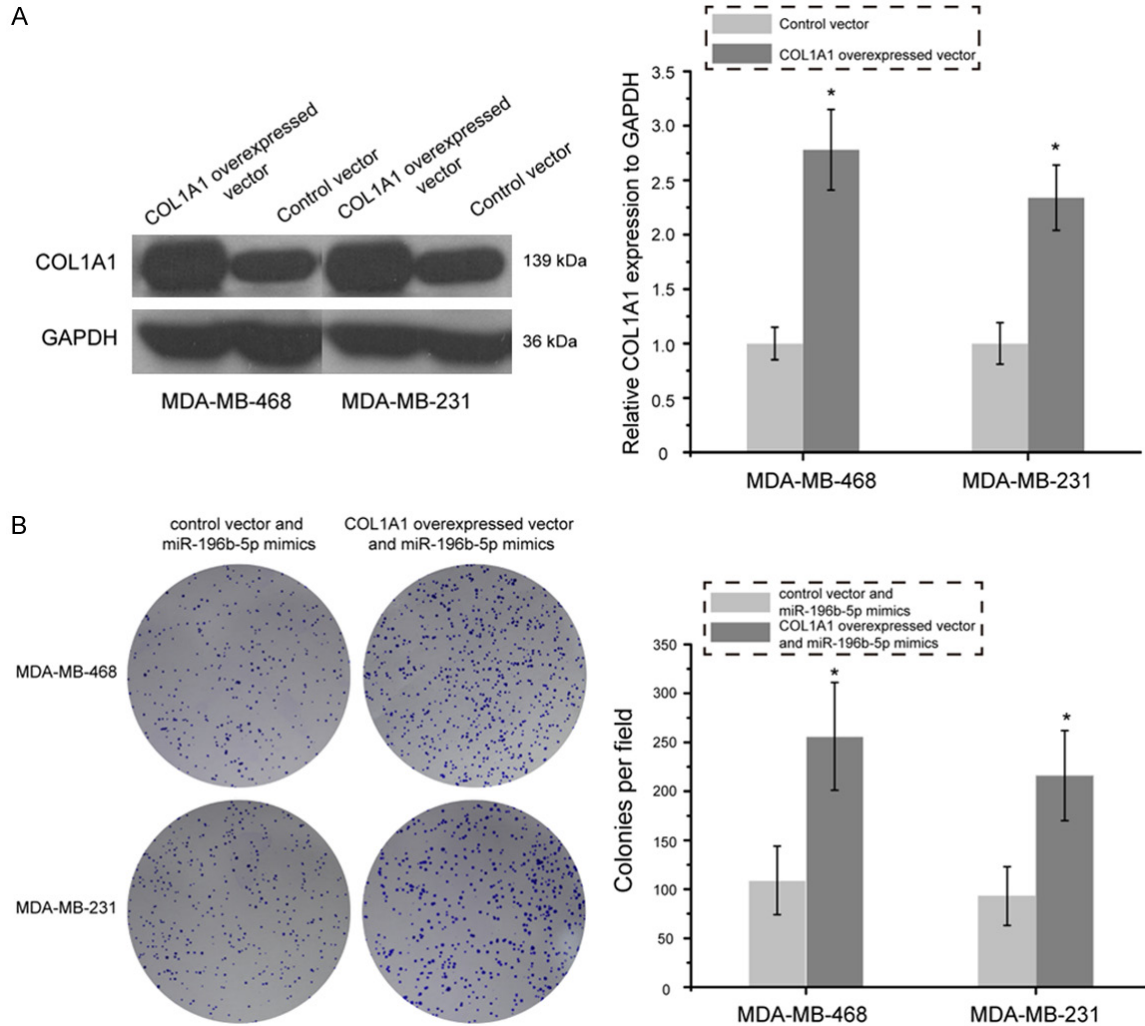 A
COL1A1 overexpressed
vector
Control vector
COL1A1 overexpressed
vector
Control vector
COL1A1
139 kDa
GAPDH
36 kDa
MDA-MB-468
MDA-MB-231
Control vector
COL1A1 overexpressed vector
Relative COL1A1 expression to GAPDH
3.5
3.0
2.5
2.0
1.5
1.0
0.5
0
*
*
MDA-MB-468
MDA-MB-231
B
control vector and
miR-196b-5p mimics
COL1A1 overexpressed vector
and miR-196b-5p mimics
MDA-MB-468
MDA-MB-231
control vector and
miR-196b-5p mimics
COL1A1 overexpressed vector
and miR-196b-5p mimics
Colonies per field
350
300
250
200
150
100
50
0
*
*
MDA-MB-468
MDA-MB-231